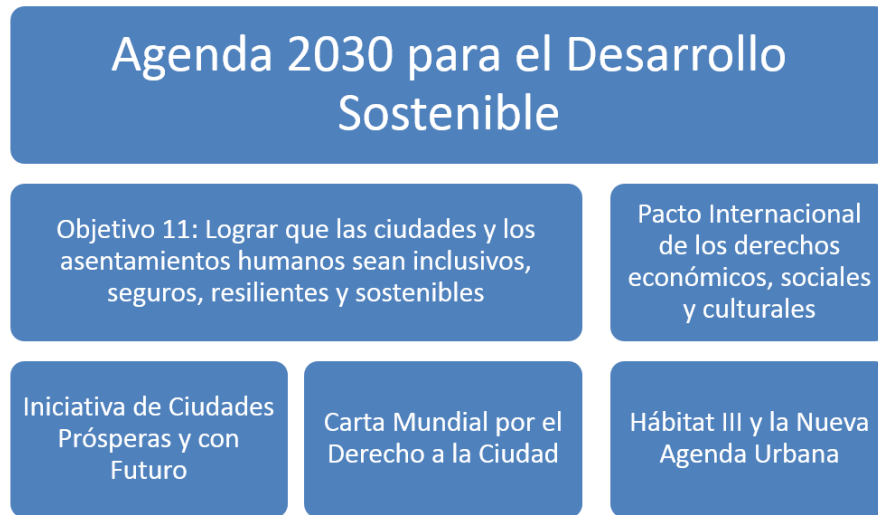 Agenda 2030 para el Desarrollo
Sostenible
Objetivo 11: Lograr que las ciudades y los
asentamientos humanos sean inclusivos,
seguros, resilientes y sostenibles
Pacto Internacional
de los derechos
económicos, sociales
y culturales
Iniciativa de Ciudades
Prósperas y con
Futuro
Carta Mundial por el
Derecho a la Ciudad
Hábitat III y la Nueva
Agenda Urbana